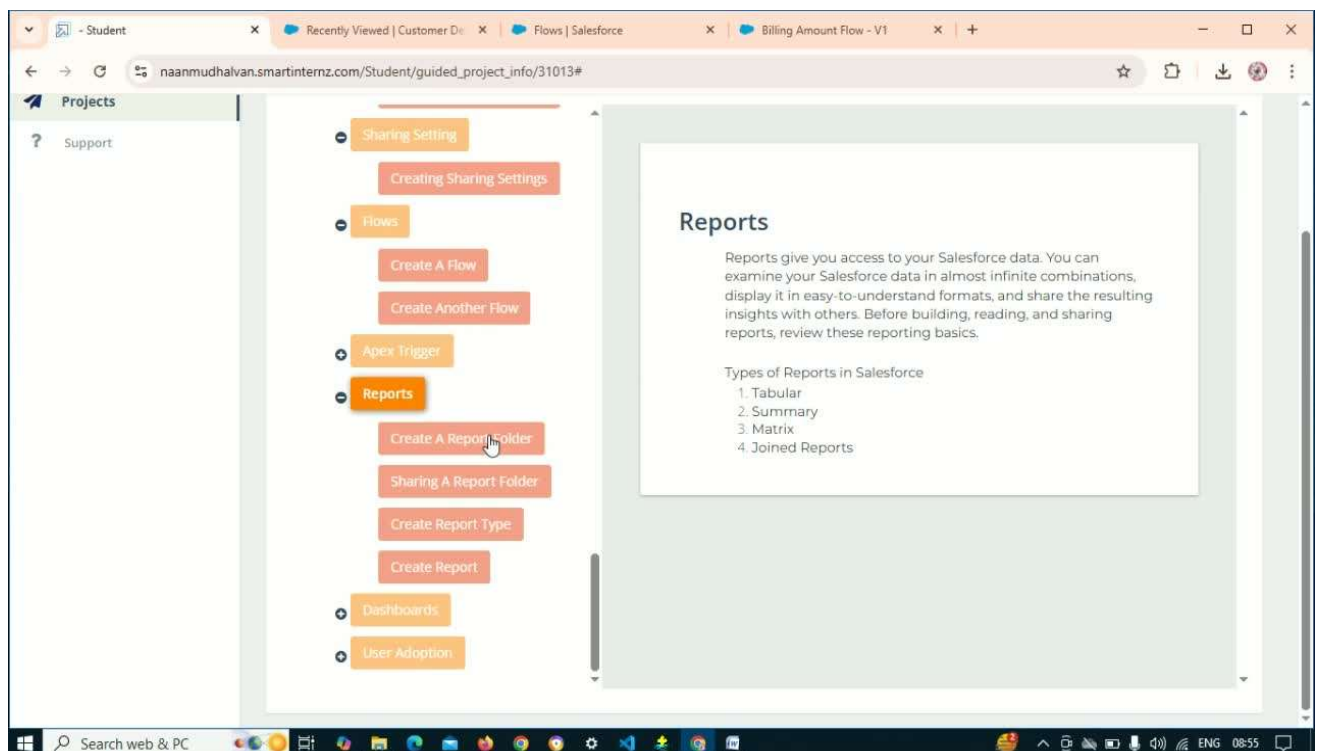 - Student
Recently Viewed | Customer De
Flows | Salesforce
Billing Amount Flow - V1
naanmudhalvan.smartinternz.com/Student/guided_project_info/31013#
Projects
? Support
Sharing Setting
Creating Sharing Settings
Flows
Create A Flow
Create Another Flow
Apex Trigger
Reports
Create A Report Folder
Sharing A Report Folder
Create Report Type
Create Report
Dashboards
User Adoption
Reports
Reports give you access to your Salesforce data. You can
examine your Salesforce data in almost infinite combinations,
display it in easy-to-understand formats, and share the resulting
insights with others. Before building, reading, and sharing
reports, review these reporting basics.
Types of Reports in Salesforce
1. Tabular
2. Summary
3. Matrix
4. Joined Reports
Search web & PC
ENG 08:55